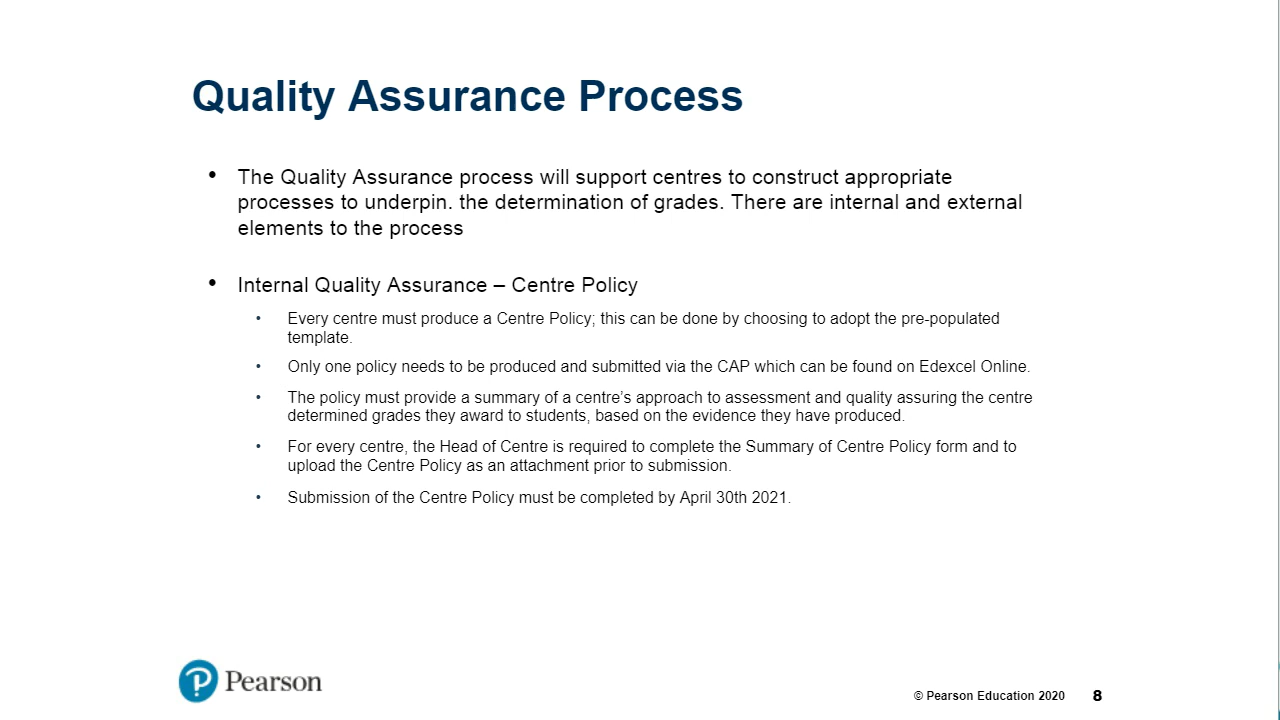 Quality Assurance Process
• The Quality Assurance process will support centres to construct appropriate
processes to underpin. the determination of grades. There are internal and external
elements to the process
• Internal Quality Assurance – Centre Policy
• Every centre must produce a Centre Policy; this can be done by choosing to adopt the pre-populated
template.
• Only one policy needs to be produced and submitted via the CAP which can be found on Edexcel Online.
• The policy must provide a summary of a centre’s approach to assessment and quality assuring the centre
determined grades they award to students, based on the evidence they have produced.
• For every centre, the Head of Centre is required to complete the Summary of Centre Policy form and to
upload the Centre Policy as an attachment prior to submission.
• Submission of the Centre Policy must be completed by April 30th 2021.
Pearson
© Pearson Education 2020 8